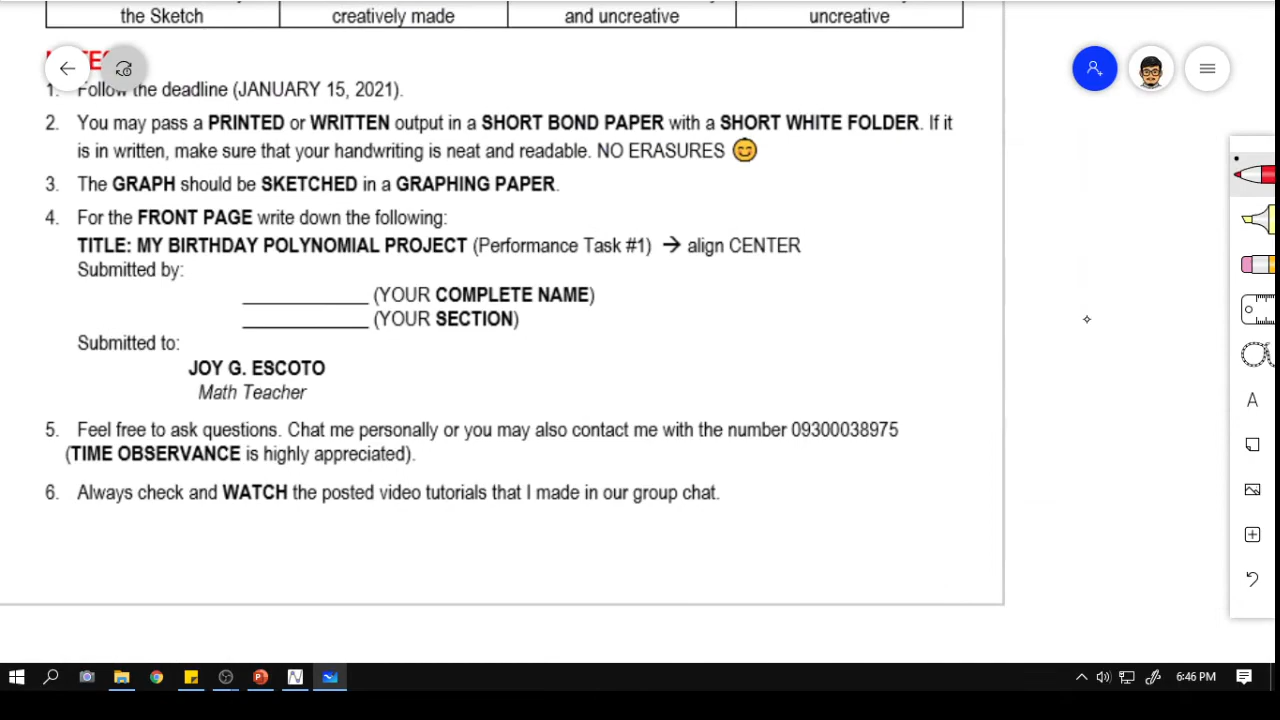 the Sketch creatively made and uncreative uncreative
1. Follow the deadline (JANUARY 15, 2021).
2. You may pass a PRINTED or WRITTEN output in a SHORT BOND PAPER with a SHORT WHITE FOLDER. If it
is in written, make sure that your handwriting is neat and readable. NO ERASURES 😊
3. The GRAPH should be SKETCHED in a GRAPHING PAPER.
4. For the FRONT PAGE write down the following:
TITLE: MY BIRTHDAY POLYNOMIAL PROJECT (Performance Task #1) → align CENTER
Submitted by:
____________ (YOUR COMPLETE NAME)
____________ (YOUR SECTION)
Submitted to:
JOY G. ESCOTO
Math Teacher
5. Feel free to ask questions. Chat me personally or you may also contact me with the number 09300038975
(TIME OBSERVANCE is highly appreciated).
6. Always check and WATCH the posted video tutorials that I made in our group chat.
A
6:46 PM